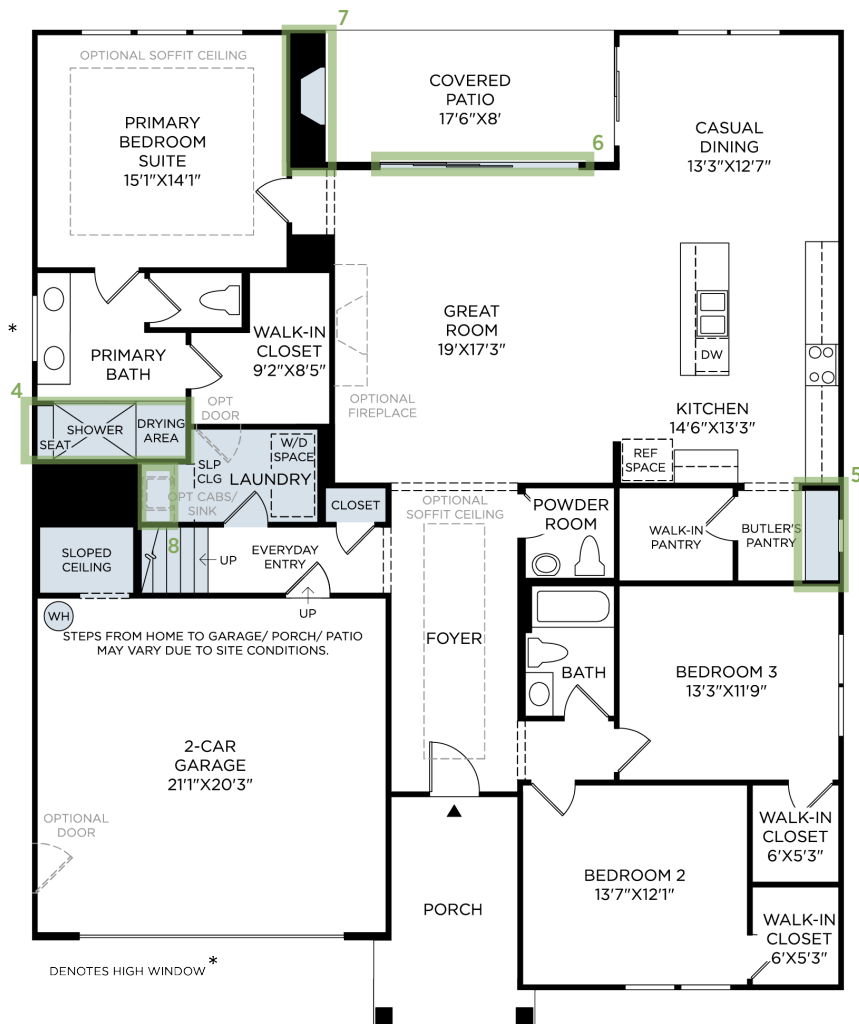 7
OPTIONAL SOFFIT CEILING
PRIMARY
BEDROOM
SUITE
15'1"X14'1"
COVERED
PATIO
17'6"X8'
6
CASUAL
DINING
13'3"X12'7"
*
PRIMARY
BATH
WALK-IN
CLOSET
9'2"X8'5"
GREAT
ROOM
19'X17'3"
DW
4
SEAT
SHOWER
DRYING
AREA
OPT
DOOR
OPTIONAL
FIREPLACE
KITCHEN
14'6"X13'3"
REF
SPACE
W/D
SPACE
SLP
CLG
LAUNDRY
OPT CABS/
SINK
8
CLOSET
OPTIONAL
SOFFIT CEILING
POWDER
ROOM
WALK-IN
PANTRY
BUTLER'S
PANTRY
5
SLOPED
CEILING
UP
EVERYDAY
ENTRY
UP
WH
STEPS FROM HOME TO GARAGE/ PORCH/ PATIO
MAY VARY DUE TO SITE CONDITIONS.
FOYER
BATH
BEDROOM 3
13'3"X11'9"
2-CAR
GARAGE
21'1"X20'3"
OPTIONAL
DOOR
WALK-IN
CLOSET
6'X5'3"
BEDROOM 2
13'7"X12'1"
PORCH
WALK-IN
CLOSET
6'X5'3"
DENOTES HIGH WINDOW *